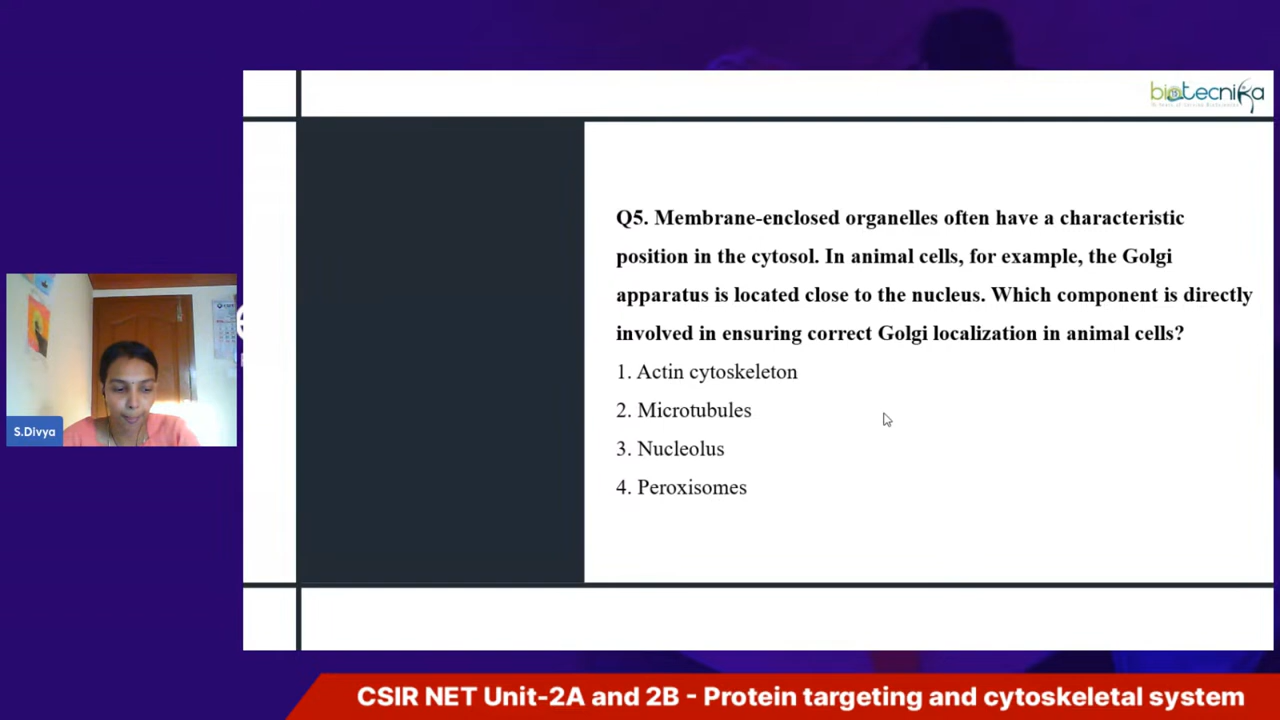 biotecnika
Q5. Membrane-enclosed organelles often have a characteristic
position in the cytosol. In animal cells, for example, the Golgi
apparatus is located close to the nucleus. Which component is directly
involved in ensuring correct Golgi localization in animal cells?
1. Actin cytoskeleton
2. Microtubules
3. Nucleolus
4. Peroxisomes
S.Divya
CSIR NET Unit-2A and 2B - Protein targeting and cytoskeletal system